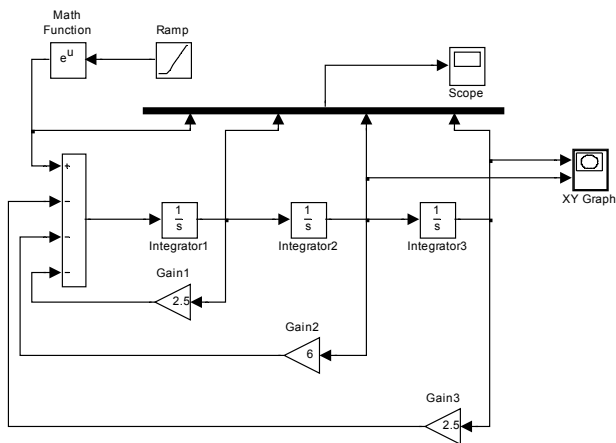 Math
Function
Ramp
e^u
Scope
XY Graph
1
s
Integrator1
1
s
Integrator2
1
s
Integrator3
Gain1
2.5
Gain2
6
Gain3
2.5